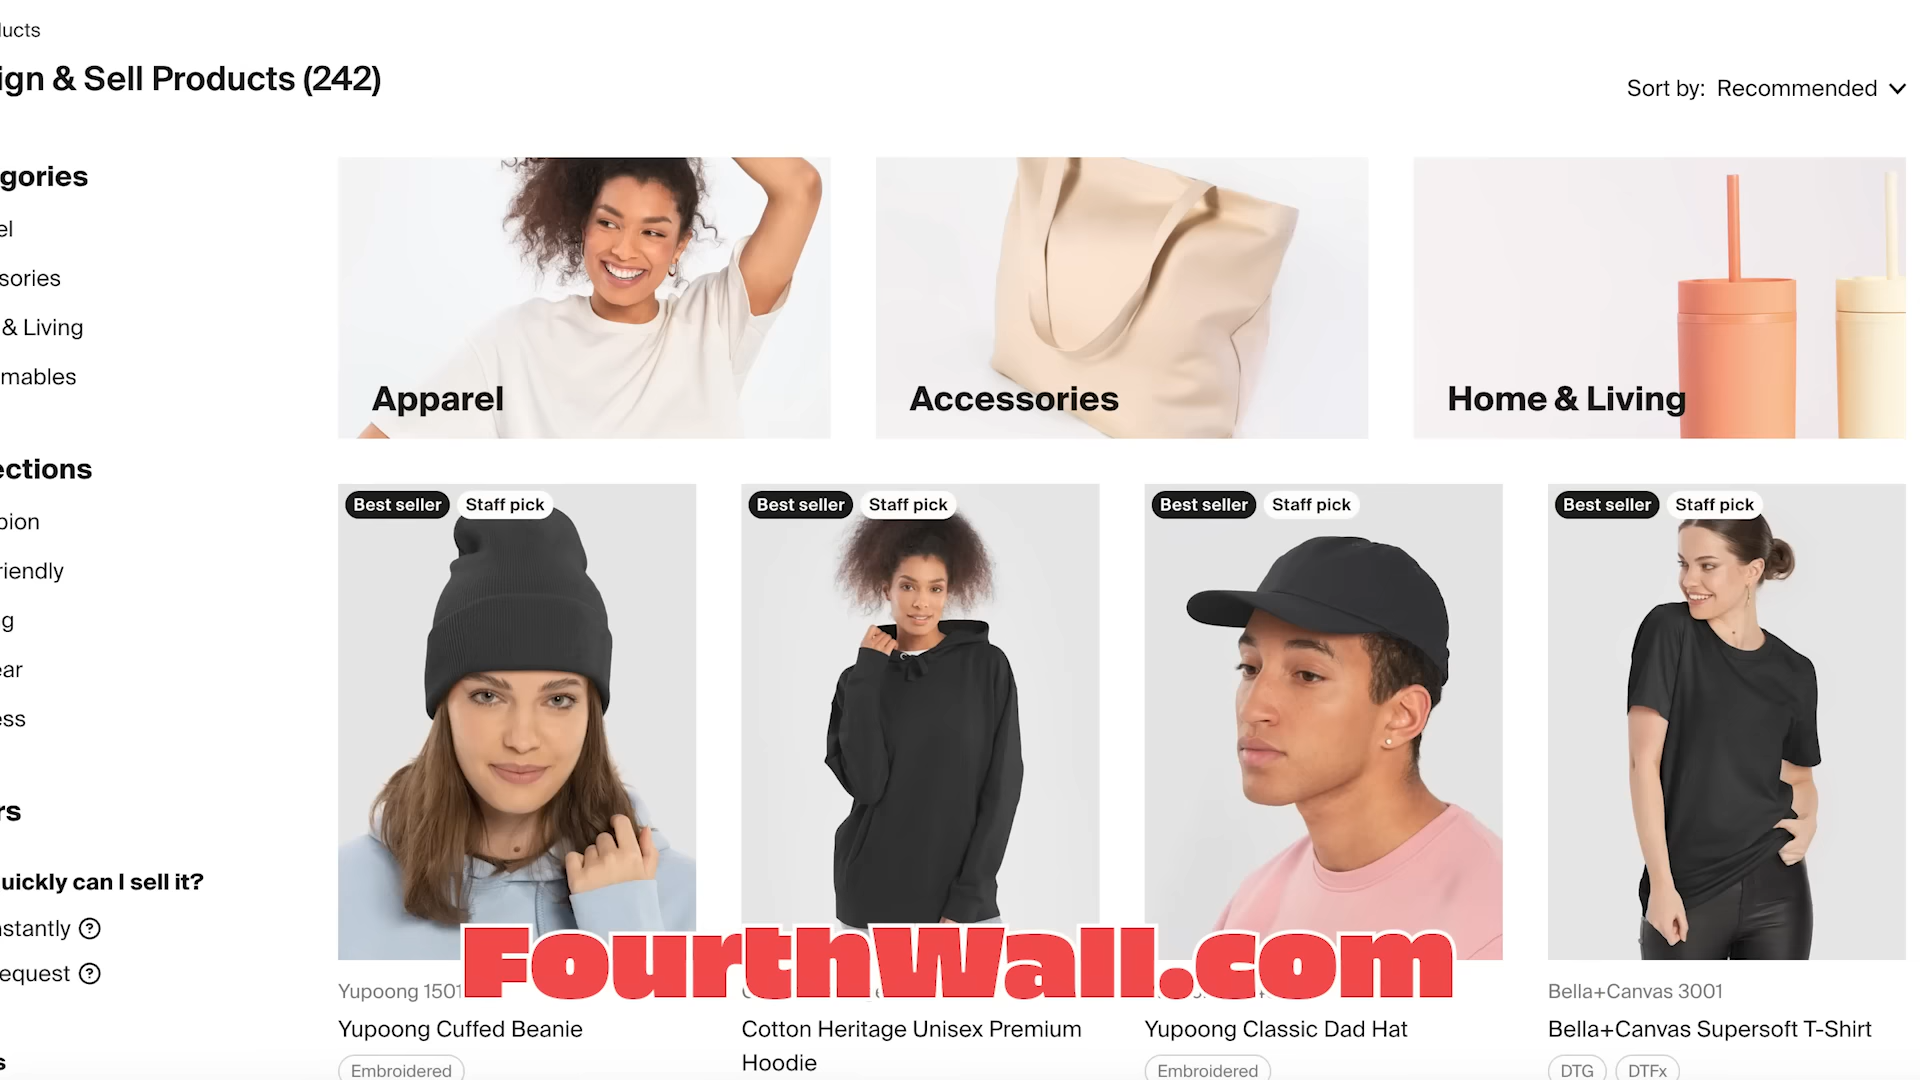 ucts
ign & Sell Products (242)
Sort by: Recommended
gories
el
sories
& Living
mables
ections
pion
riendly
g
ear
ess
rs
uickly can I sell it?
nstantly
equest
s
Apparel
Accessories
Home & Living
Best seller Staff pick
Best seller Staff pick
Best seller Staff pick
Best seller Staff pick
FourthWall.com
Yupoong 1501
Yupoong Cuffed Beanie
Embroidered
Cotton Heritage Unisex Premium
Hoodie
Yupoong Classic Dad Hat
Embroidered
Bella+Canvas 3001
Bella+Canvas Supersoft T-Shirt
DTG DTFx